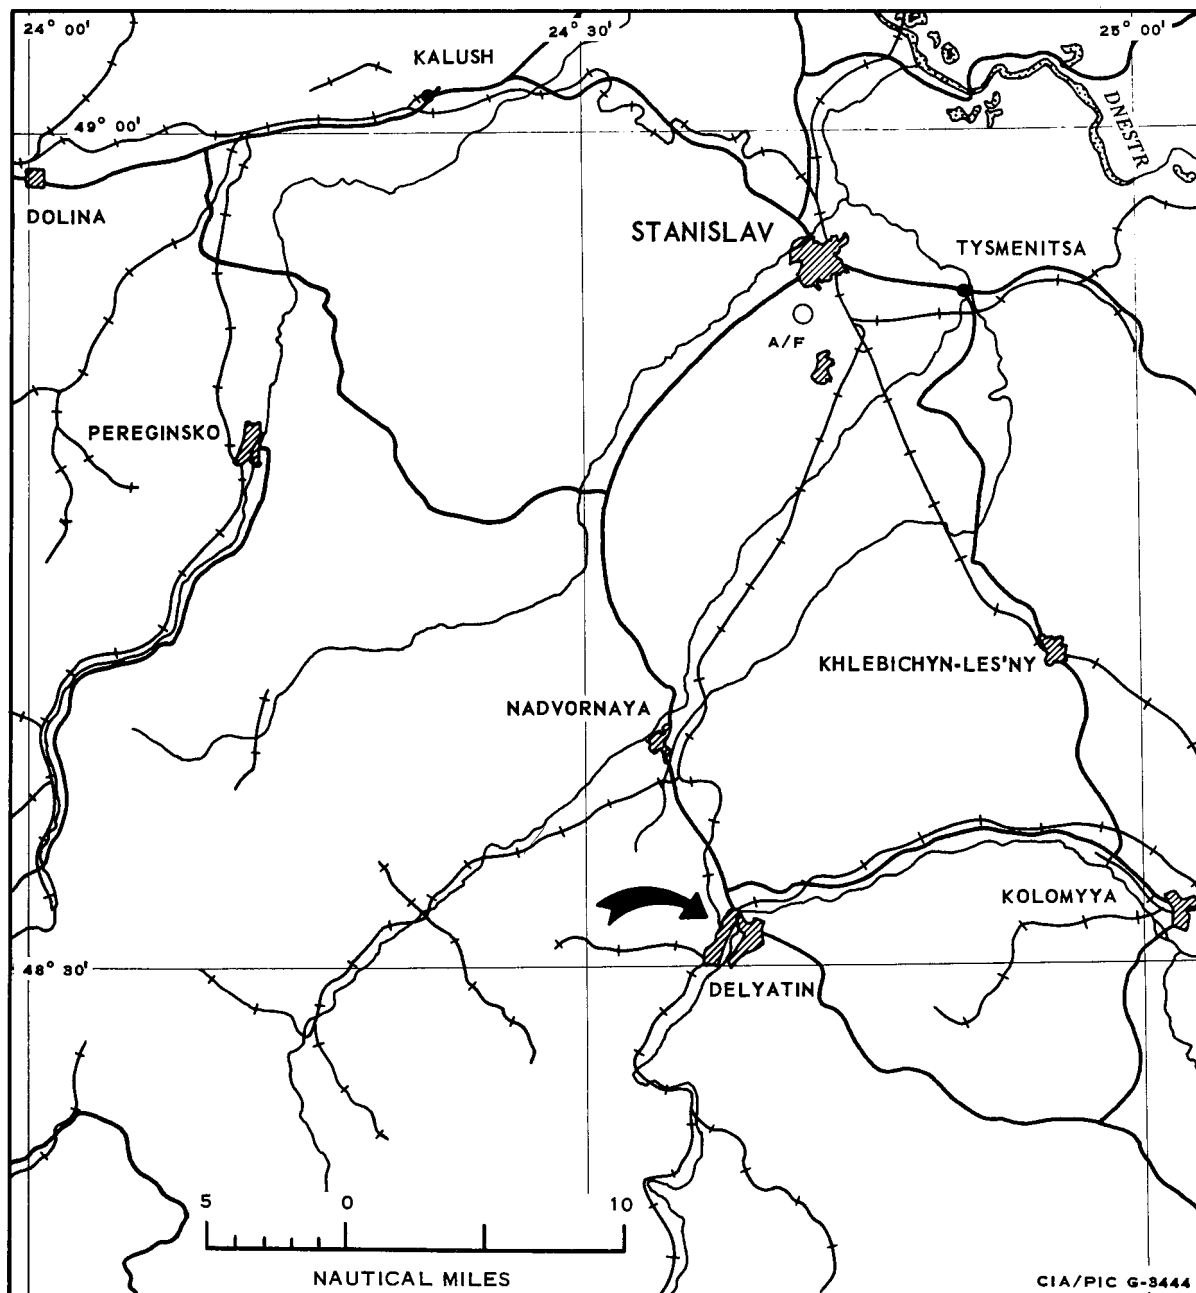 24° 00'
24° 30'
25° 00'
KALUSH
49° 00'
DNESTR
DOLINA
STANISLAV
TYSMENITSA
A/F
PEREGINSKO
KHLEBICHYN-LES'NY
NADVORNAYA
KOLOMYYA
48° 30'
DELYATIN
5 0 10
NAUTICAL MILES
CIA/PIC G-3444